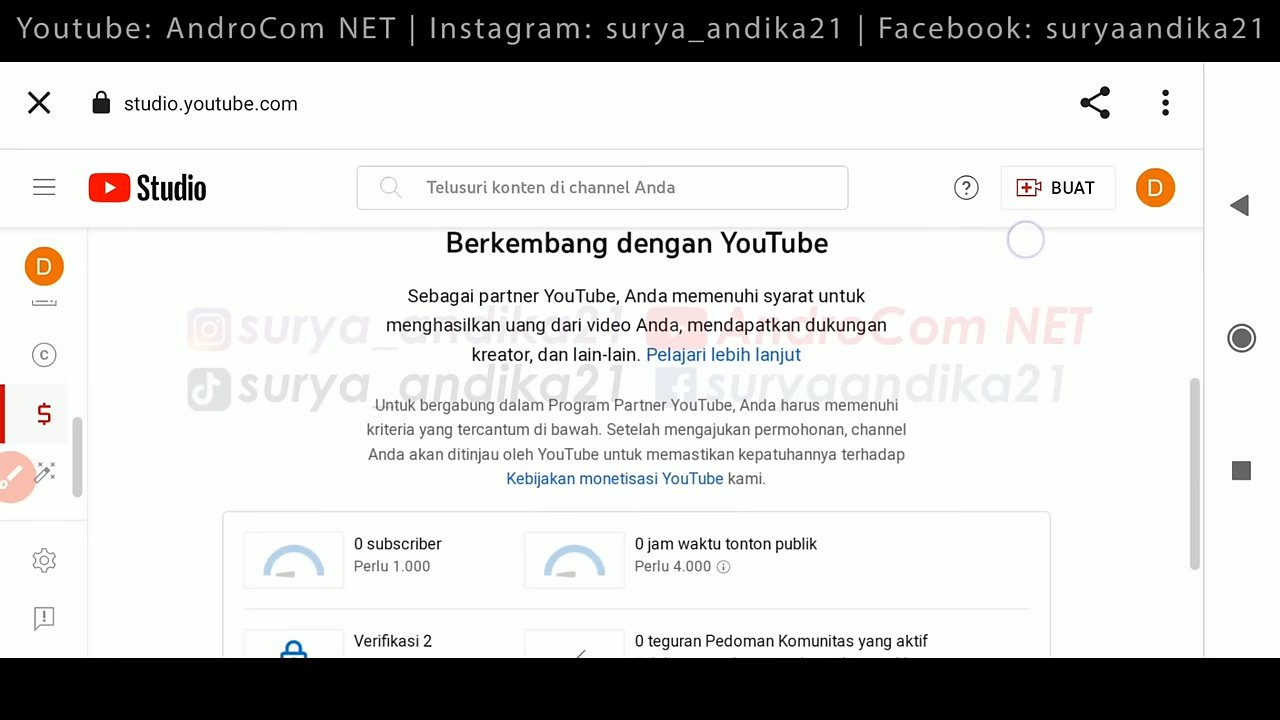 Youtube: AndroCom NET | Instagram: surya_andika21 | Facebook: suryaandika21
studio.youtube.com
Studio
Telusuri konten di channel Anda
?
BUAT
D
D
Berkembang dengan YouTube
Sebagai partner YouTube, Anda memenuhi syarat untuk
menghasilkan uang dari video Anda, mendapatkan dukungan
kreator, dan lain-lain. Pelajari lebih lanjut
surya_andika21
AndroCom NET
surya_andika21
suryaandika21
C
$
Untuk bergabung dalam Program Partner YouTube, Anda harus memenuhi
kriteria yang tercantum di bawah. Setelah mengajukan permohonan, channel
Anda akan ditinjau oleh YouTube untuk memastikan kepatuhannya terhadap
Kebijakan monetisasi YouTube kami.
0 subscriber
Perlu 1.000
0 jam waktu tonton publik
Perlu 4.000
Verifikasi 2
0 teguran Pedoman Komunitas yang aktif